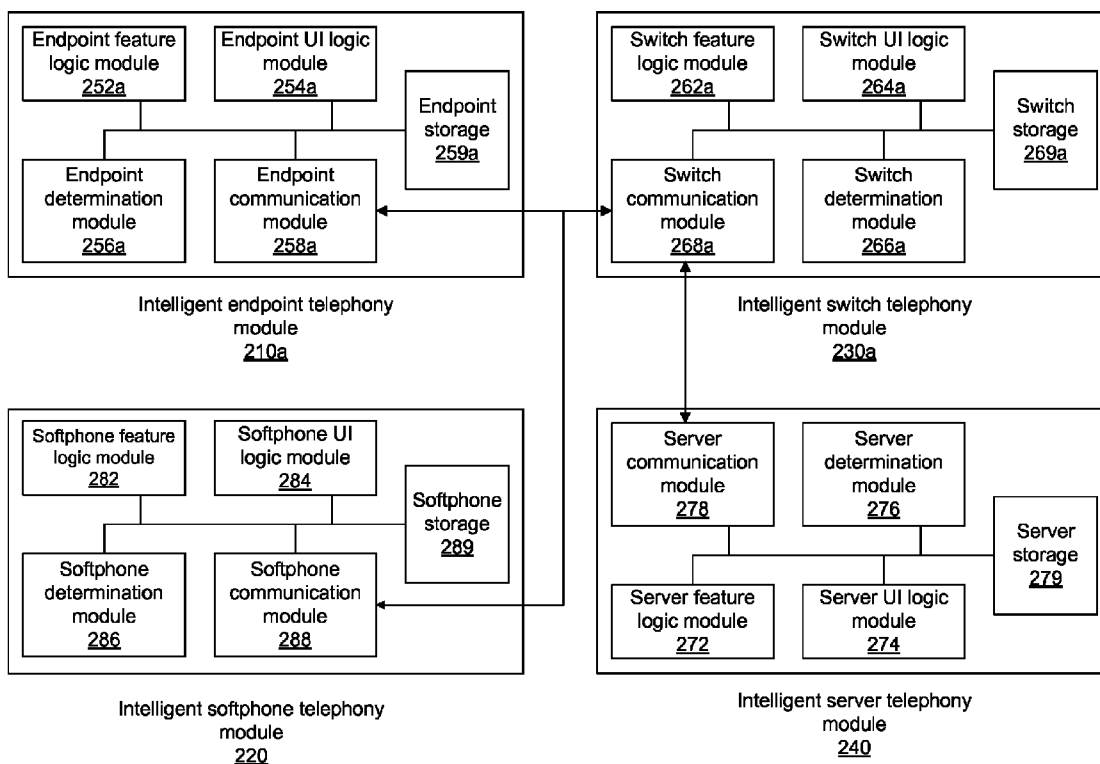 Endpoint feature
logic module
252a
Endpoint UI logic
module
254a
Endpoint
storage
259a
Endpoint
determination
module
256a
Endpoint
communication
module
258a
Intelligent endpoint telephony
module
210a
Switch feature
logic module
262a
Switch UI logic
module
264a
Switch
storage
269a
Switch
communication
module
268a
Switch
determination
module
266a
Intelligent switch telephony
module
230a
Softphone feature
logic module
282
Softphone UI
logic module
284
Softphone
storage
289
Softphone
determination
module
286
Softphone
communication
module
288
Intelligent softphone telephony
module
220
Server
communication
module
278
Server
determination
module
276
Server
storage
279
Server feature
logic module
272
Server UI logic
module
274
Intelligent server telephony
module
240